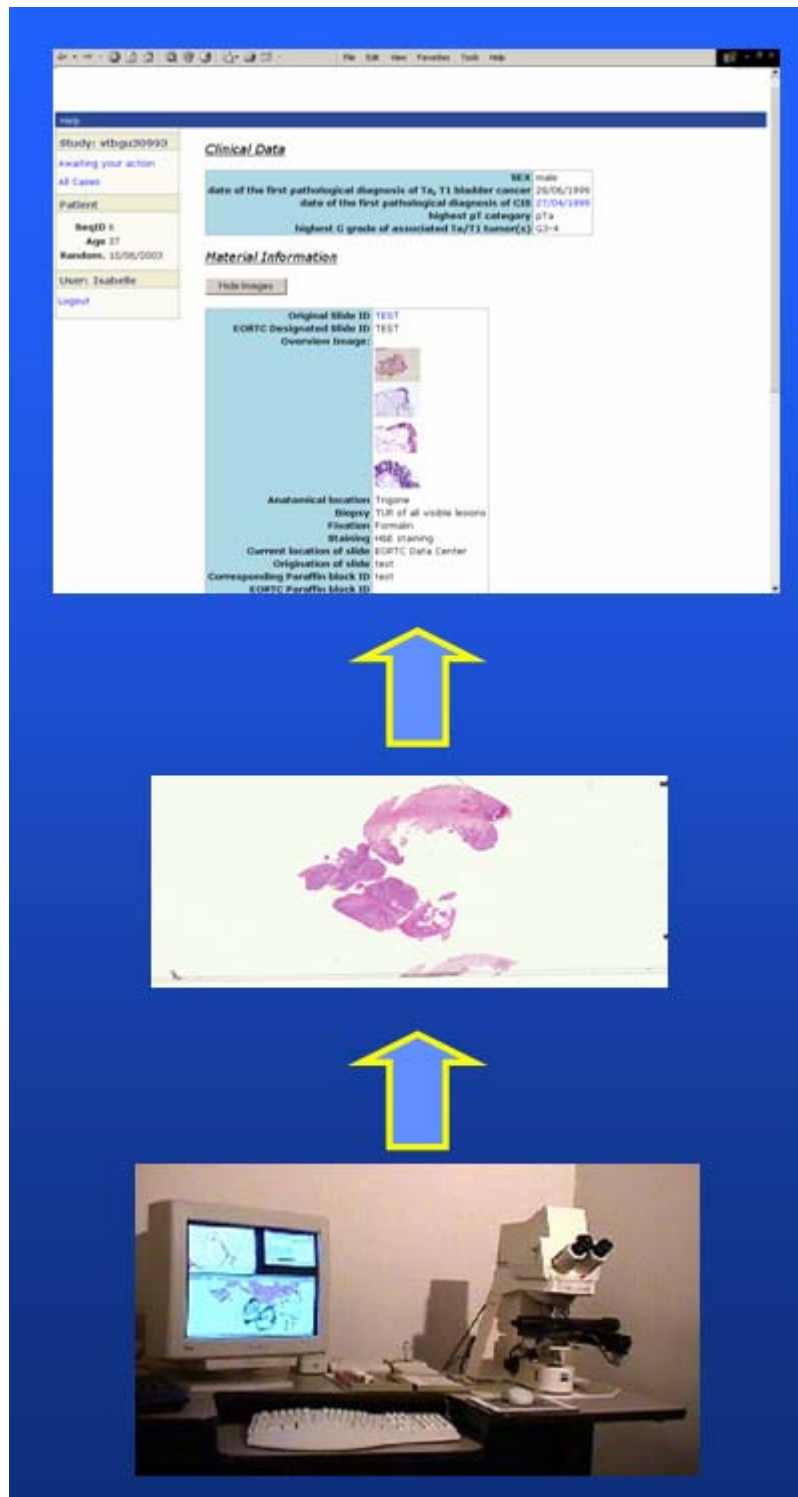 File Edit View Favorites Tools Help
Help
Study: vtbgu30993
Awaiting your action
All Cases
Patient
SeqID 6
Age 37
Random. 10/06/2003
User: Isabelle
Logout
Clinical Data
SEX male
date of the first pathological diagnosis of Ta, T1 bladder cancer 28/06/1999
date of the first pathological diagnosis of CIS 27/04/1999
highest pT category pTa
highest G grade of associated Ta/T1 tumor(s) G3-4
Material Information
Hide Images
Original Slide ID TEST
EORTC Designated Slide ID TEST
Overview Image:
Anatomical location Trigone
Biopsy TUR of all visible lesions
Fixation Formalin
Staining H&E staining
Current location of slide EORTC Data Center
Origination of slide test
Corresponding Paraffin block ID test
EORTC Paraffin block ID